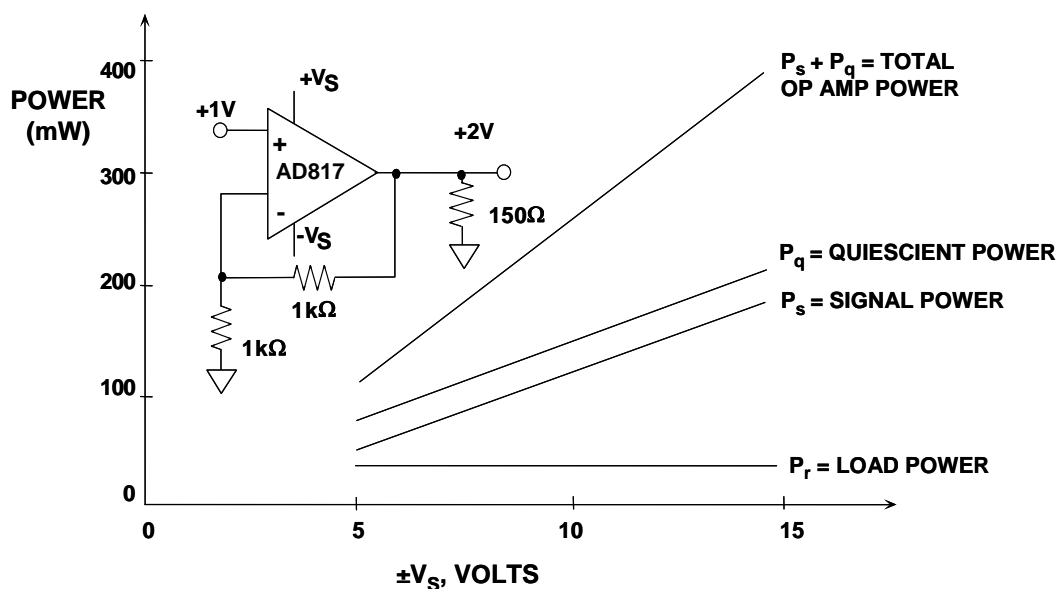 400
POWER
(mW)
300
200
100
0
0
5
10
15
±VS, VOLTS
+VS
+1V
+
AD817
-
-VS
+2V
150Ω
1kΩ
1kΩ
Ps + Pq = TOTAL
OP AMP POWER
Pq = QUIESCENT POWER
Ps = SIGNAL POWER
Pr = LOAD POWER